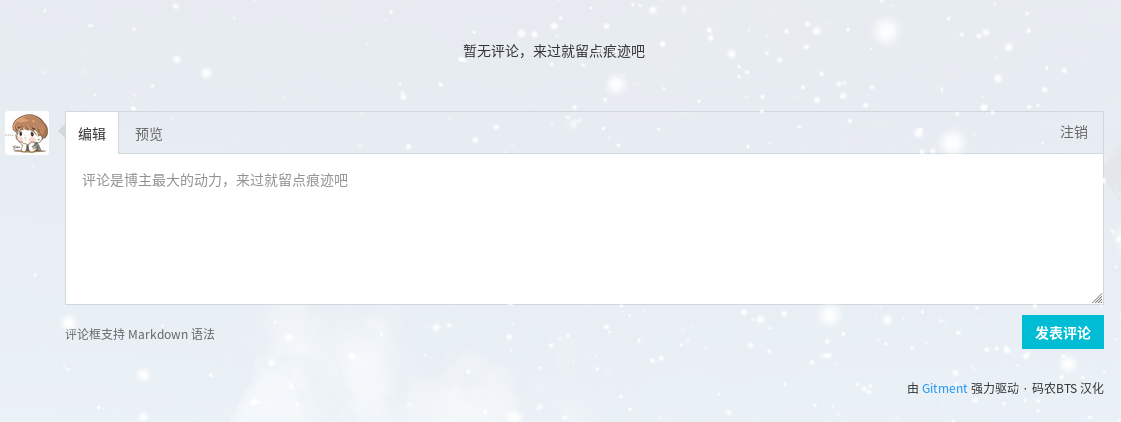 暂无评论，来过就留点痕迹吧
编辑 预览 注销
评论是博主最大的动力，来过就留点痕迹吧
评论框支持 Markdown 语法
发表评论
由 Gitment 强力驱动 · 码农BTS 汉化